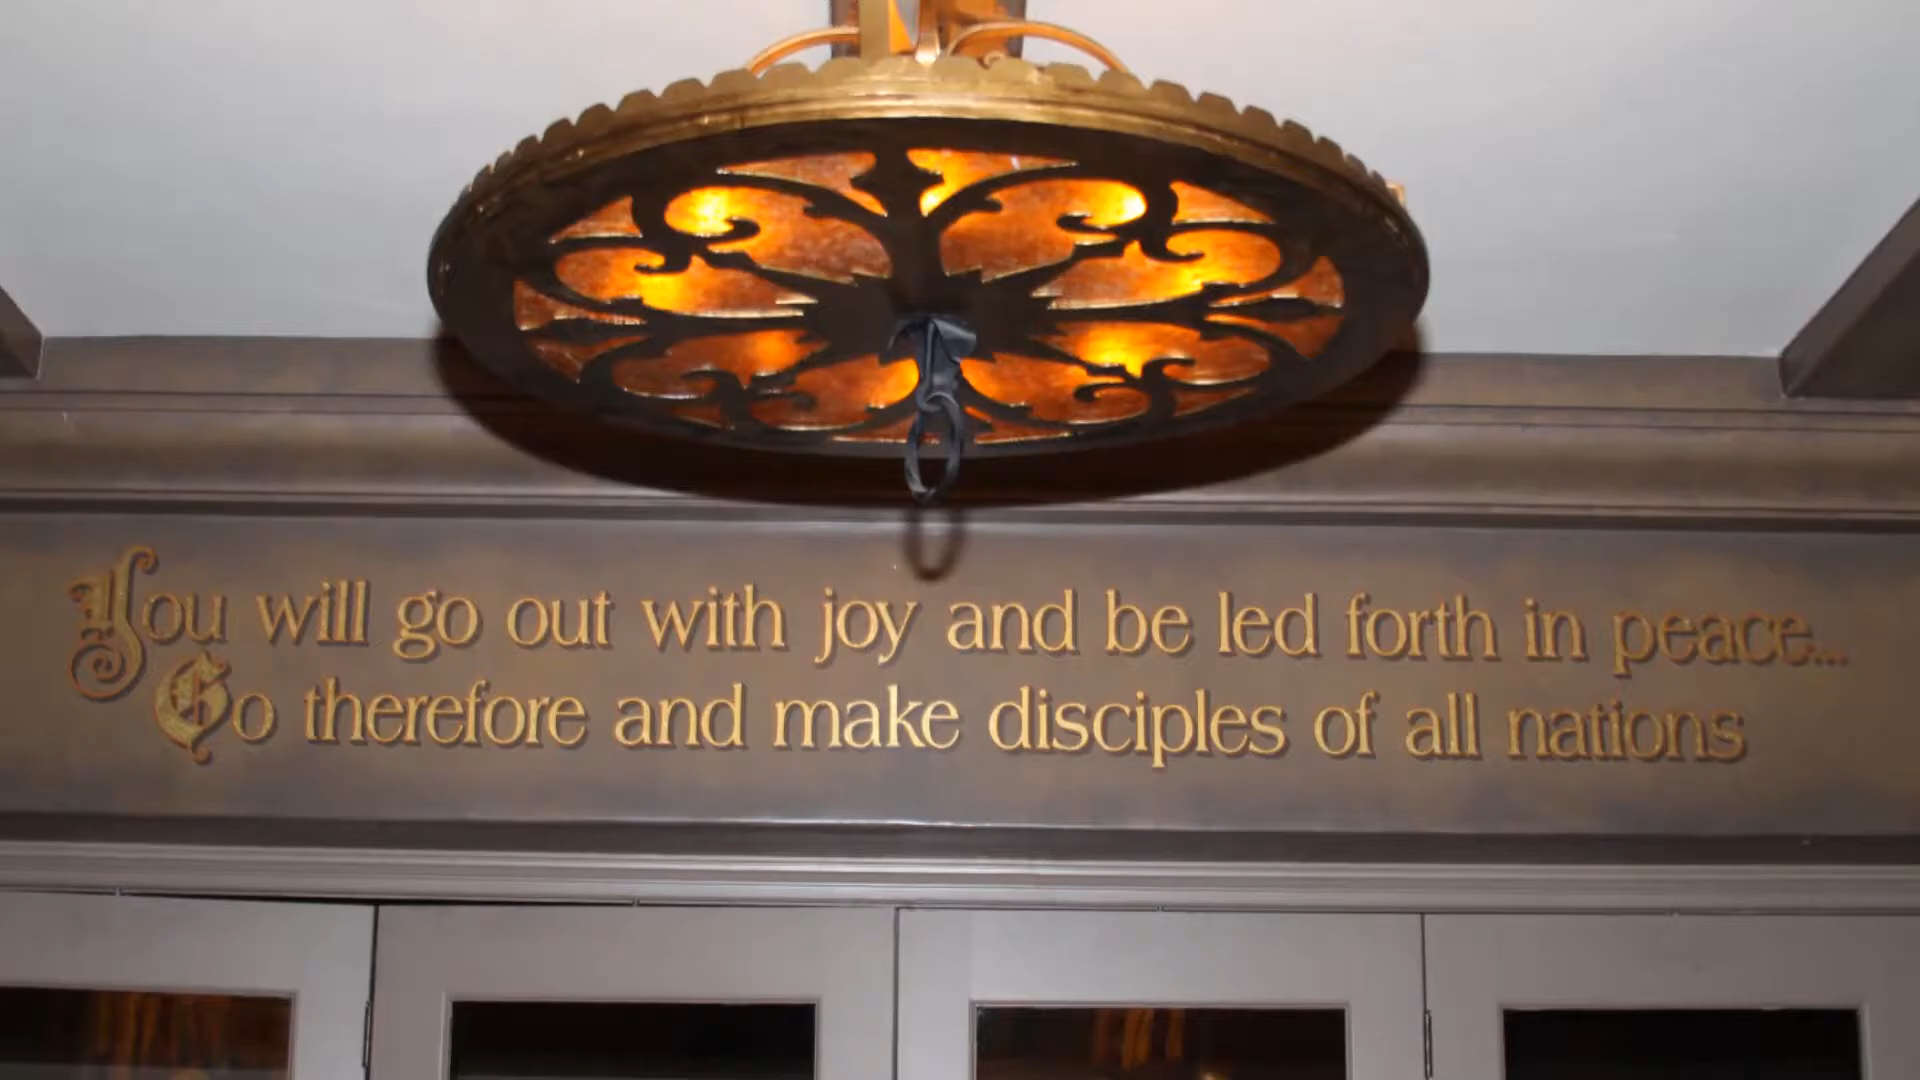 You will go out with joy and be led forth in peace...
Go therefore and make disciples of all nations